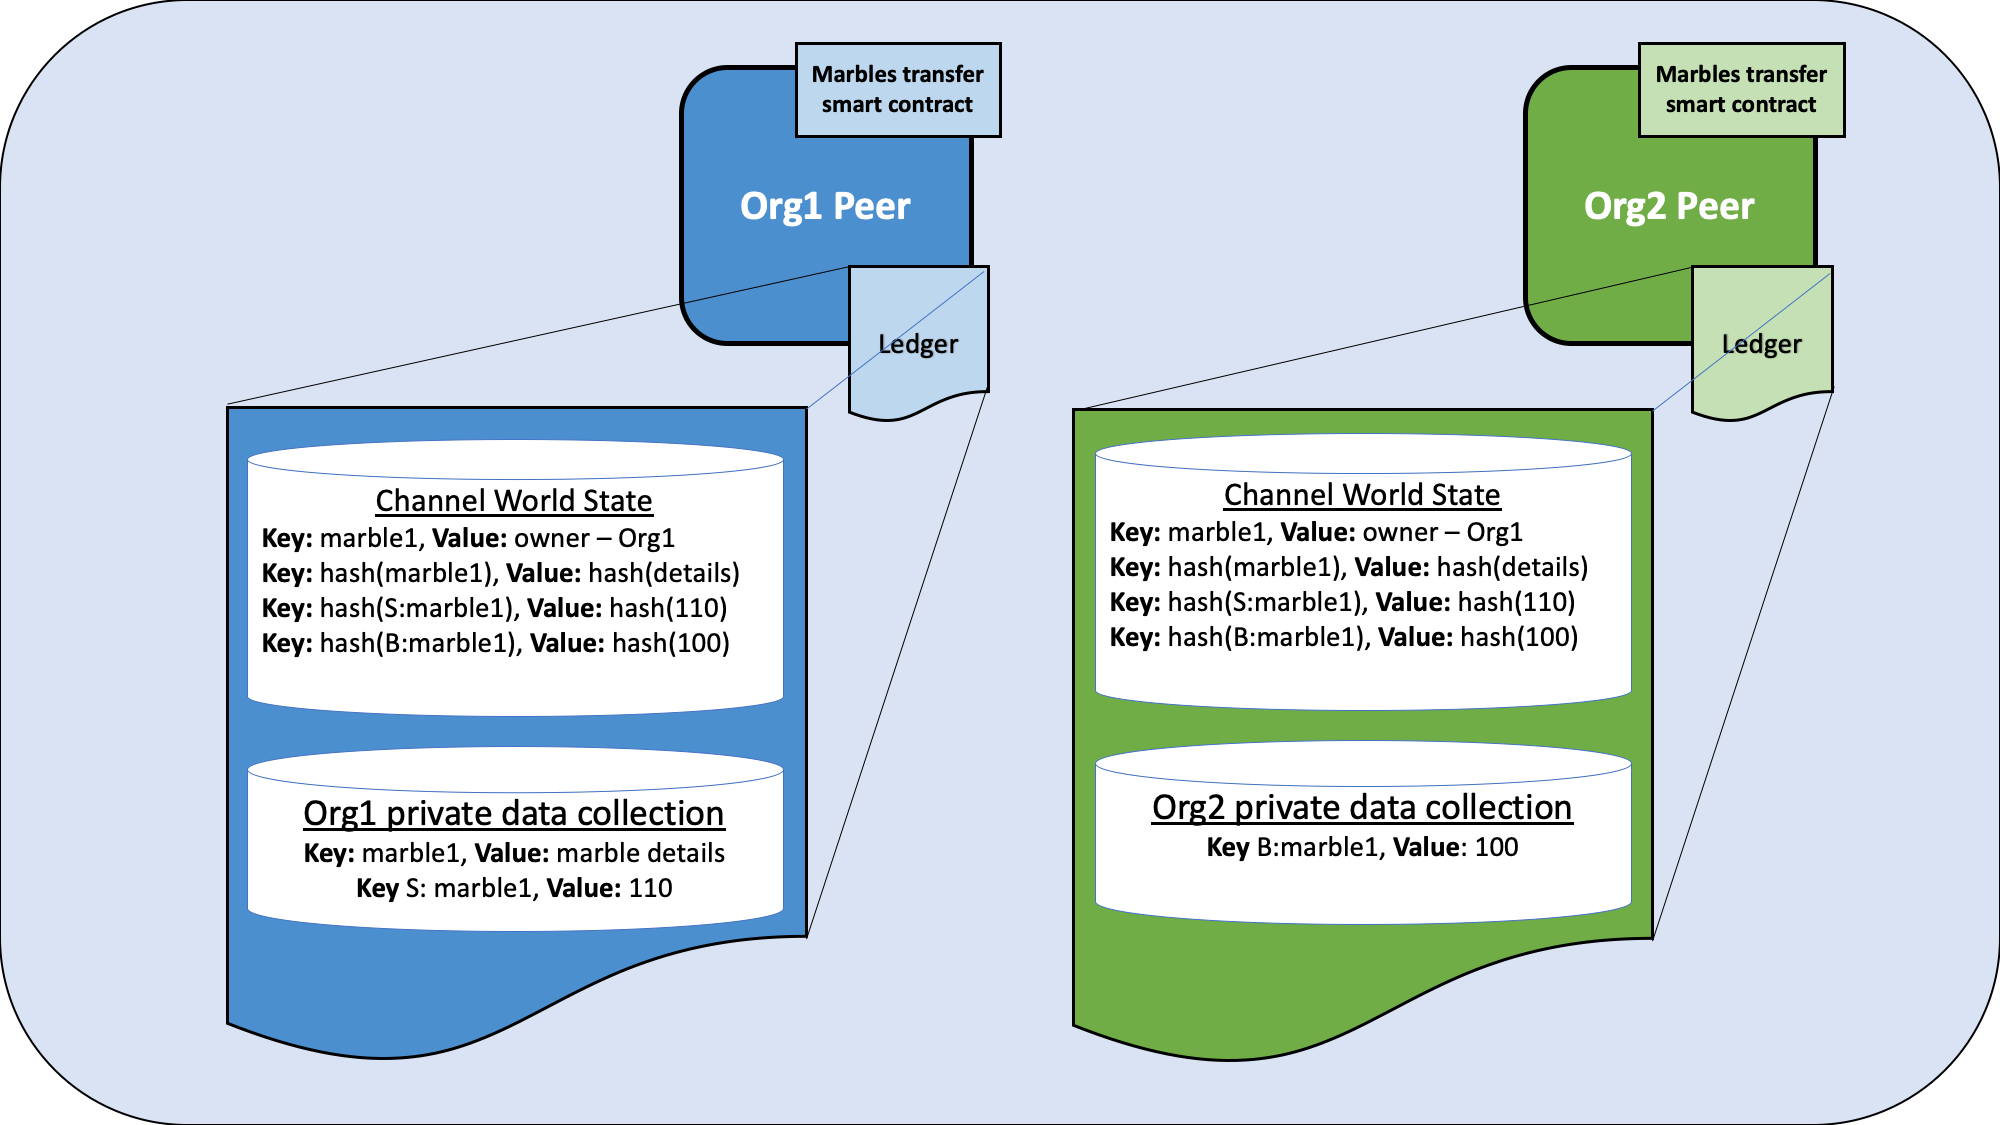 Marbles transfer
smart contract
Org1 Peer
Ledger
Channel World State
Key: marble1, Value: owner – Org1
Key: hash(marble1), Value: hash(details)
Key: hash(S:marble1), Value: hash(110)
Key: hash(B:marble1), Value: hash(100)
Org1 private data collection
Key: marble1, Value: marble details
Key S: marble1, Value: 110
Marbles transfer
smart contract
Org2 Peer
Ledger
Channel World State
Key: marble1, Value: owner – Org1
Key: hash(marble1), Value: hash(details)
Key: hash(S:marble1), Value: hash(110)
Key: hash(B:marble1), Value: hash(100)
Org2 private data collection
Key B:marble1, Value: 100